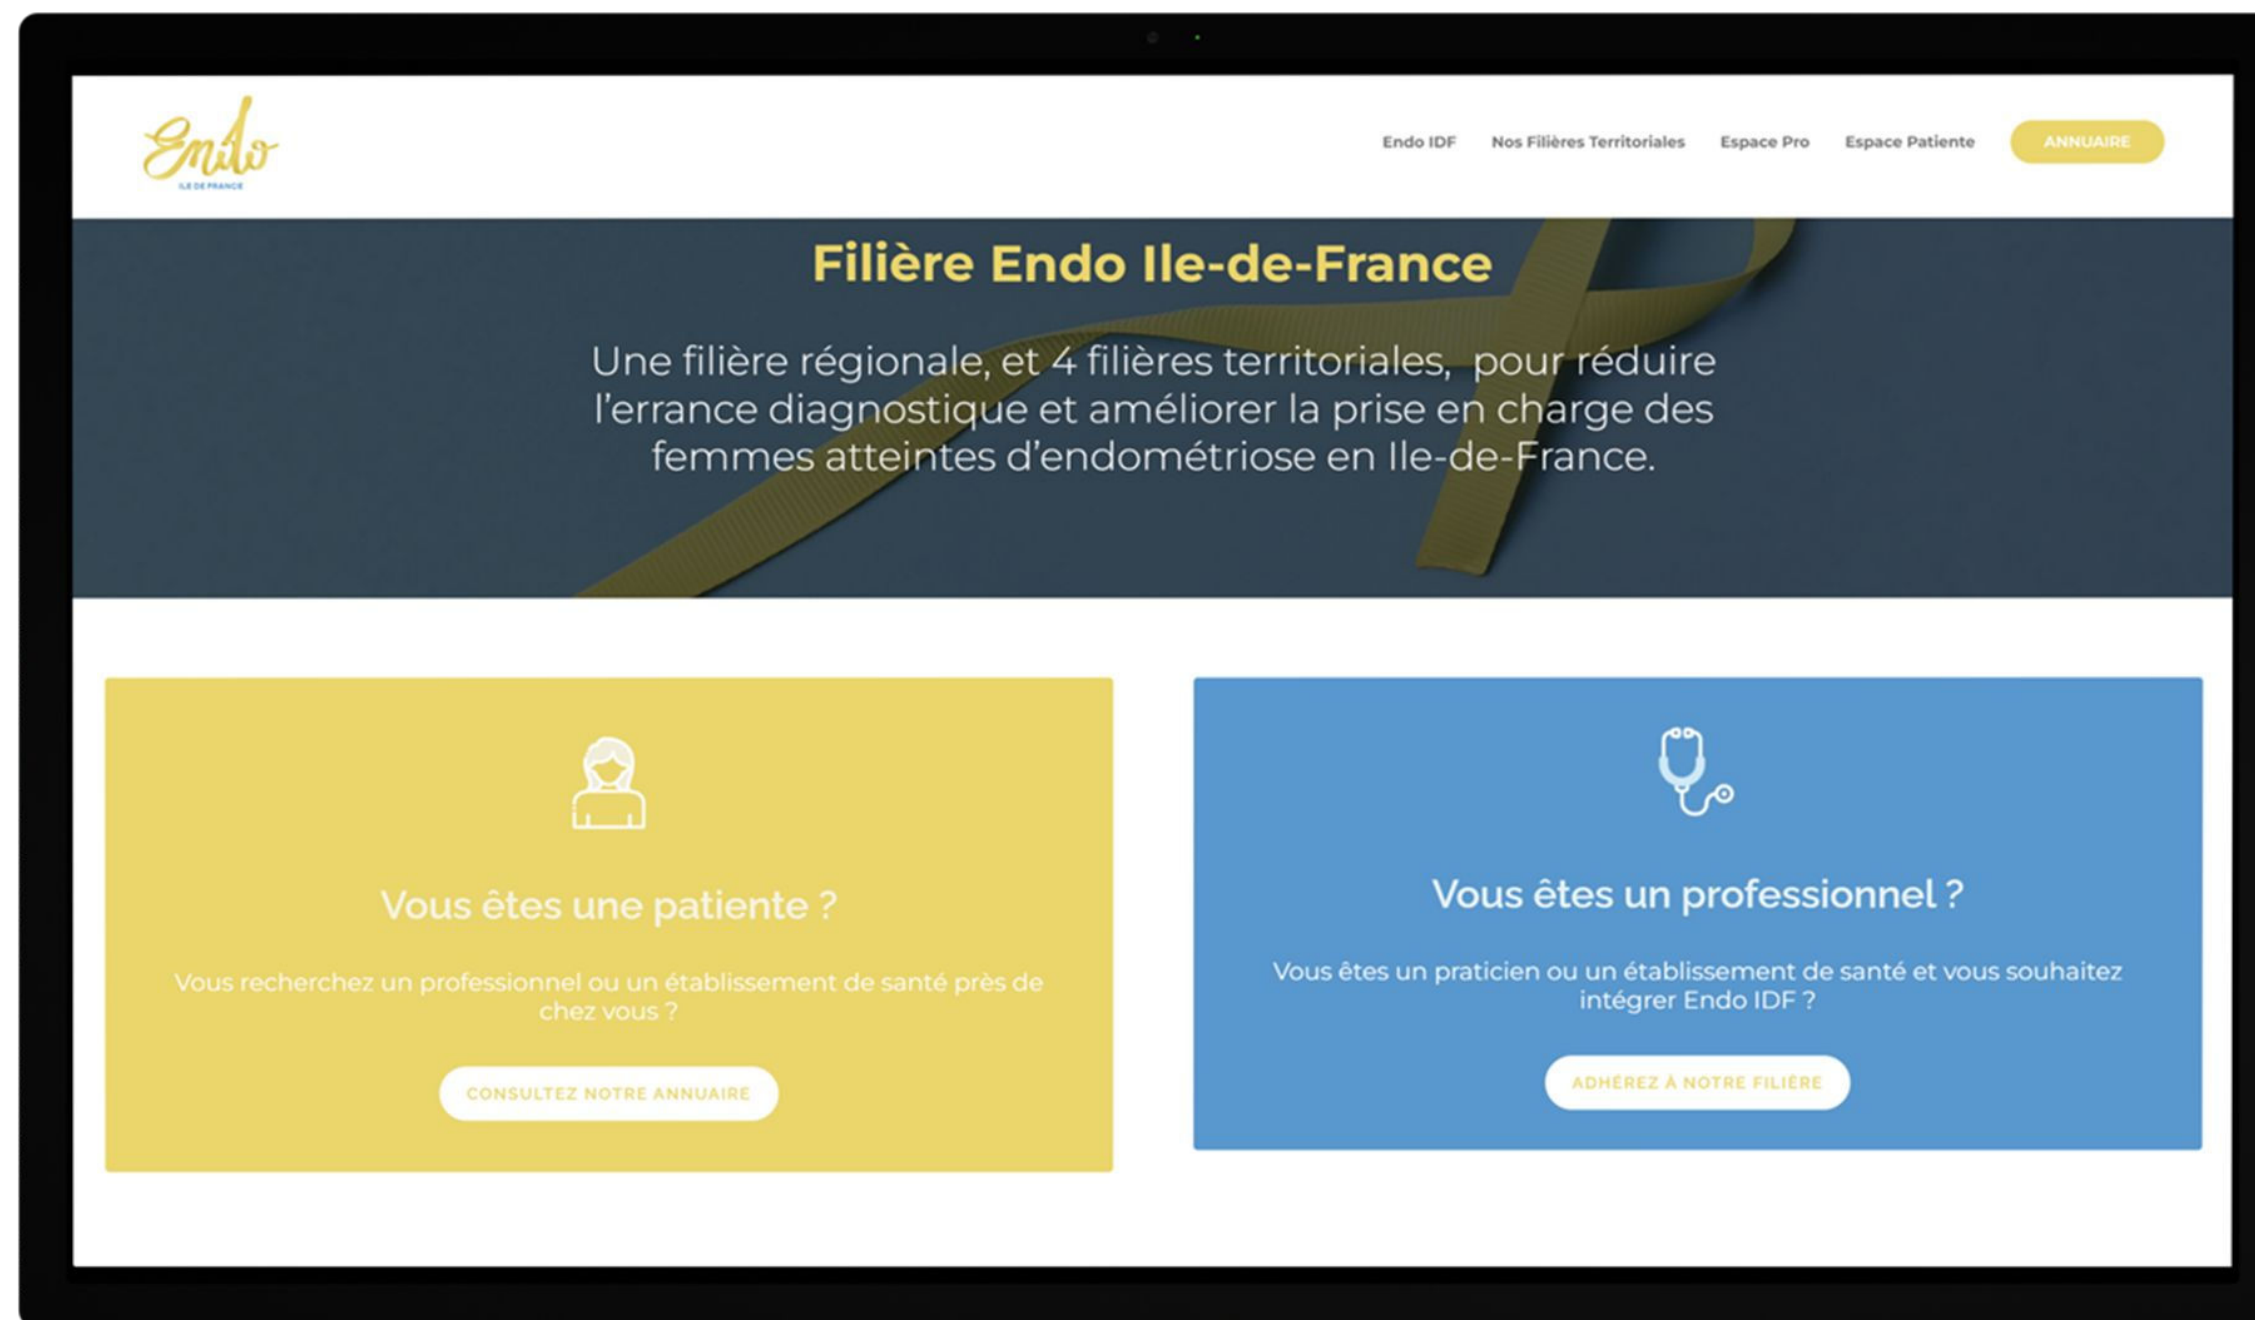 Endo
ILE DE FRANCE
Endo IDF
Nos Filières Territoriales
Espace Pro
Espace Patiente
ANNUAIRE
Filière Endo Ile-de-France
Une filière régionale, et 4 filières territoriales, pour réduire
l'errance diagnostique et améliorer la prise en charge des
femmes atteintes d'endométriose en Ile-de-France.
Vous êtes une patiente ?
Vous recherchez un professionnel ou un établissement de santé près de
chez vous ?
CONSULTEZ NOTRE ANNUAIRE
Vous êtes un professionnel ?
Vous êtes un praticien ou un établissement de santé et vous souhaitez
intégrer Endo IDF ?
ADHÉREZ À NOTRE FILIÈRE